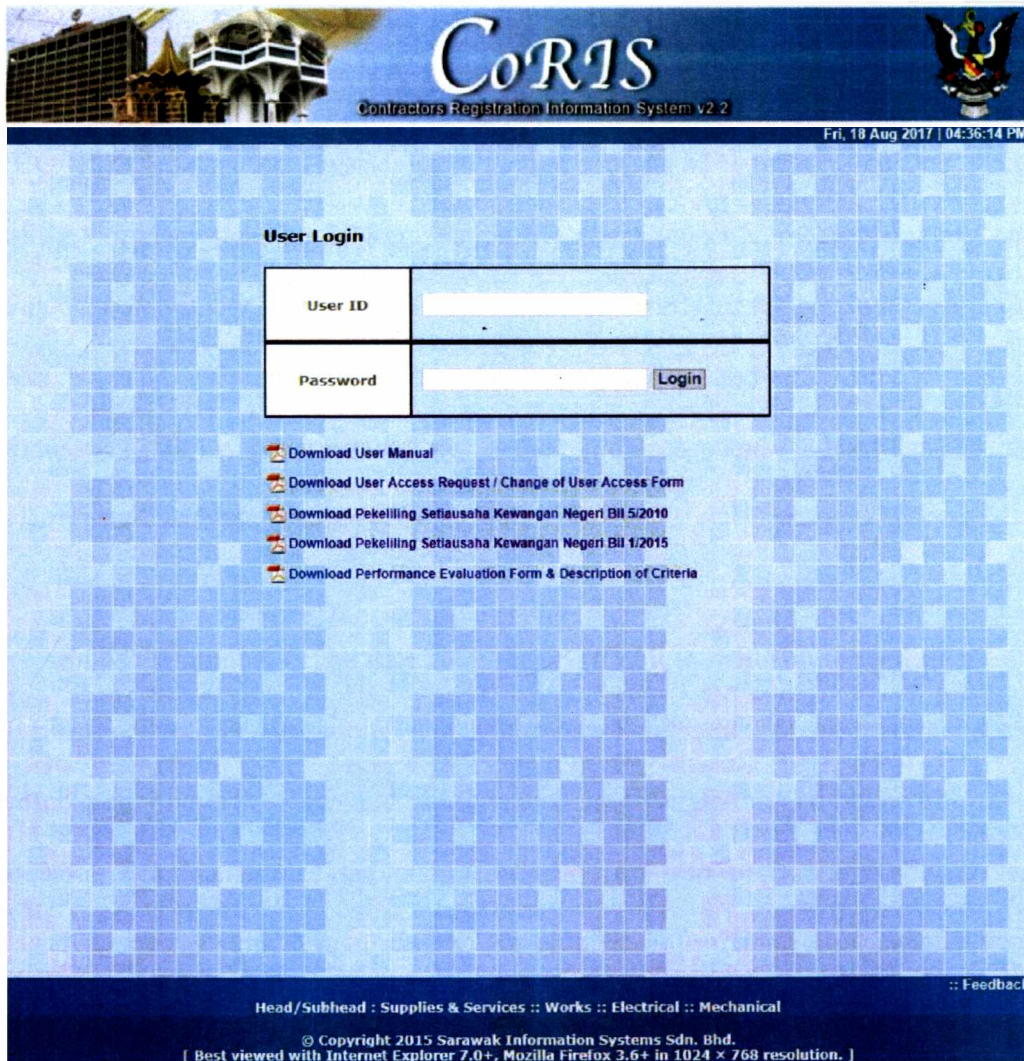 CoRIS
Contractors Registration Information System v2.2
Fri, 18 Aug 2017 | 04:36:14 PM
User Login
User ID
Password Login
Download User Manual
Download User Access Request / Change of User Access Form
Download Pekeliling Setiausaha Kewangan Negeri Bil 5/2010
Download Pekeliling Setiausaha Kewangan Negeri Bil 1/2015
Download Performance Evaluation Form & Description of Criteria
:: Feedback
Head/Subhead : Supplies & Services :: Works :: Electrical :: Mechanical
© Copyright 2015 Sarawak Information Systems Sdn. Bhd.
[ Best viewed with Internet Explorer 7.0+, Mozilla Firefox 3.6+ in 1024 × 768 resolution. ]